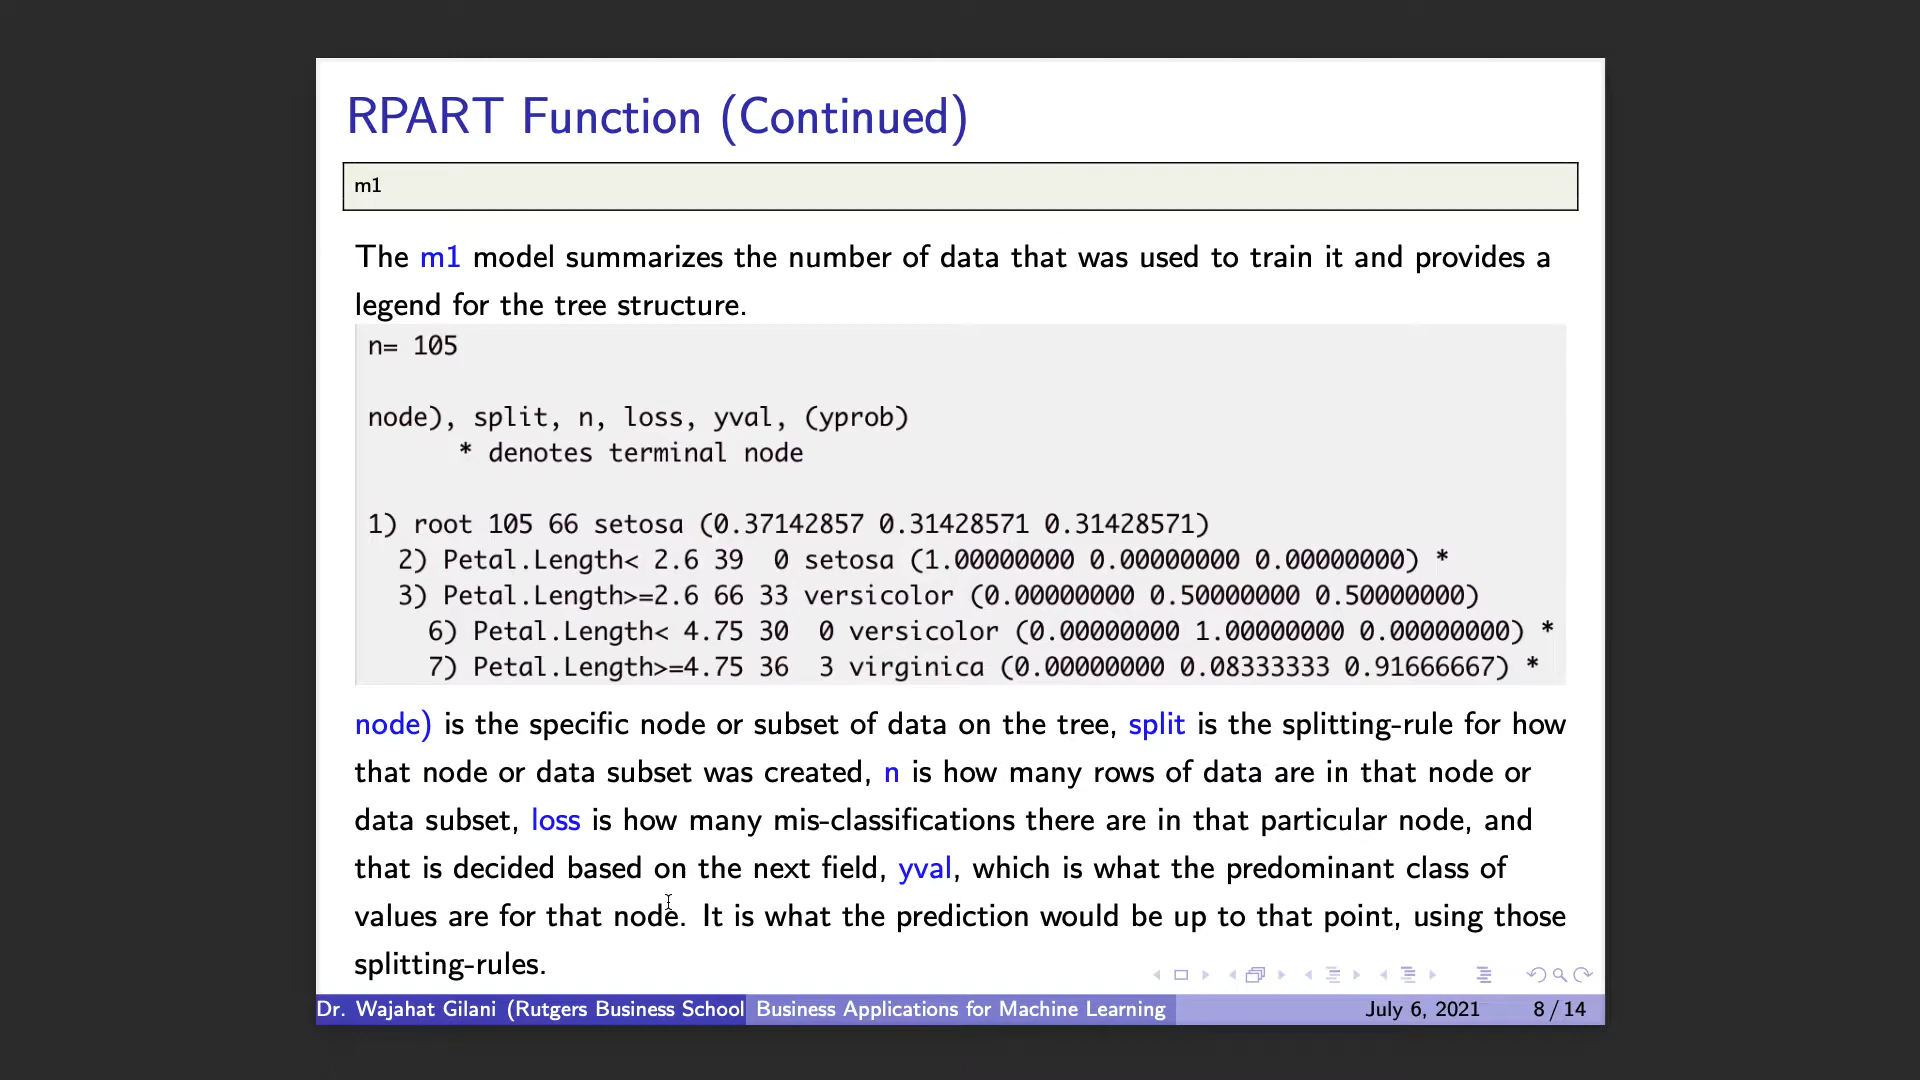 RPART Function (Continued)
m1
The m1 model summarizes the number of data that was used to train it and provides a
legend for the tree structure.
n= 105
node), split, n, loss, yval, (yprob)
* denotes terminal node
1) root 105 66 setosa (0.37142857 0.31428571 0.31428571)
2) Petal.Length< 2.6 39  0 setosa (1.00000000 0.00000000 0.00000000) *
3) Petal.Length>=2.6 66 33 versicolor (0.00000000 0.50000000 0.50000000)
6) Petal.Length< 4.75 30  0 versicolor (0.00000000 1.00000000 0.00000000) *
7) Petal.Length>=4.75 36  3 virginica (0.00000000 0.08333333 0.91666667) *
node) is the specific node or subset of data on the tree, split is the splitting-rule for how
that node or data subset was created, n is how many rows of data are in that node or
data subset, loss is how many mis-classifications there are in that particular node, and
that is decided based on the next field, yval, which is what the predominant class of
values are for that node. It is what the prediction would be up to that point, using those
splitting-rules.
Dr. Wajahat Gilani (Rutgers Business School Business Applications for Machine Learning July 6, 2021 8 / 14